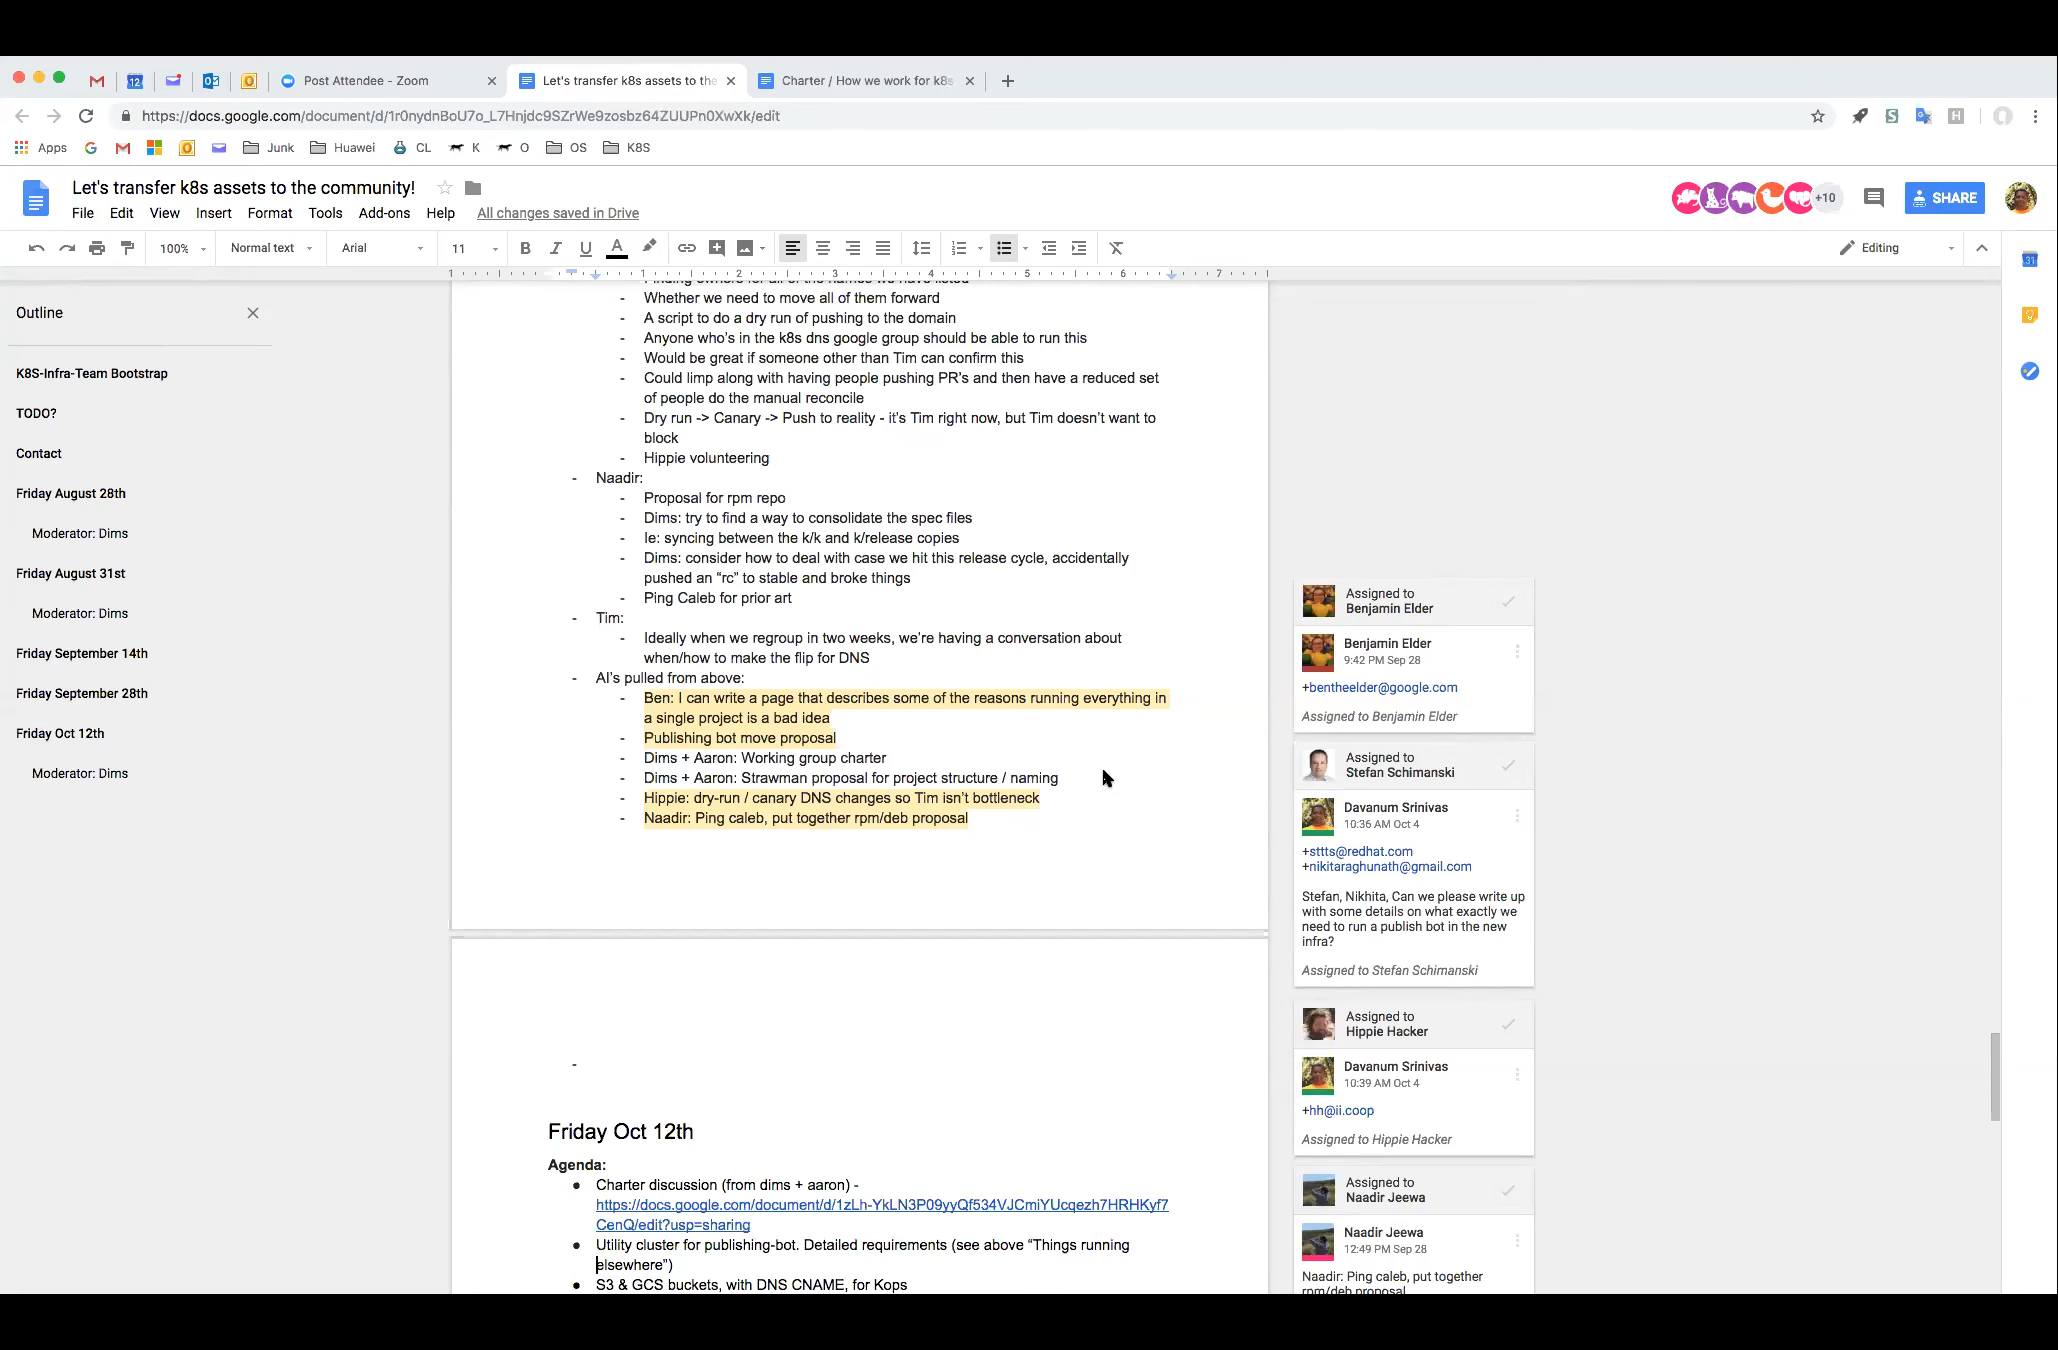 Post Attendee - Zoom
Let's transfer k8s assets to the
Charter / How we work for k8s
https://docs.google.com/document/d/1r0nydnBoU7o_L7Hnjdc9SZrWe9zosbz64ZUUPn0XwXk/edit
Apps
Junk
Huawei
CL
K
O
OS
K8S
Let's transfer k8s assets to the community!
File Edit View Insert Format Tools Add-ons Help All changes saved in Drive
+10
SHARE
100% Normal text Arial 11 B I U A
Editing
1 1 2 3 4 5 6 7
Outline
K8S-Infra-Team Bootstrap
TODO?
Contact
Friday August 28th
Moderator: Dims
Friday August 31st
Moderator: Dims
Friday September 14th
Friday September 28th
Friday Oct 12th
Moderator: Dims
- Finding owners for all of the names we have listed
- Whether we need to move all of them forward
- A script to do a dry run of pushing to the domain
- Anyone who's in the k8s dns google group should be able to run this
- Would be great if someone other than Tim can confirm this
- Could limp along with having people pushing PR's and then have a reduced set
of people do the manual reconcile
- Dry run -> Canary -> Push to reality - it's Tim right now, but Tim doesn't want to
block
- Hippie volunteering
- Naadir:
- Proposal for rpm repo
- Dims: try to find a way to consolidate the spec files
- Ie: syncing between the k/k and k/release copies
- Dims: consider how to deal with case we hit this release cycle, accidentally
pushed an “rc” to stable and broke things
- Ping Caleb for prior art
- Tim:
- Ideally when we regroup in two weeks, we're having a conversation about
when/how to make the flip for DNS
- AI's pulled from above:
- Ben: I can write a page that describes some of the reasons running everything in
a single project is a bad idea
- Publishing bot move proposal
- Dims + Aaron: Working group charter
- Dims + Aaron: Strawman proposal for project structure / naming
- Hippie: dry-run / canary DNS changes so Tim isn't bottleneck
- Naadir: Ping caleb, put together rpm/deb proposal
-
Friday Oct 12th
Agenda:
● Charter discussion (from dims + aaron) -
https://docs.google.com/document/d/1zLh-YkLN3P09yyQf534VJCmiYUcqezh7HRHKyf7
CenQ/edit?usp=sharing
● Utility cluster for publishing-bot. Detailed requirements (see above “Things running
elsewhere”)
● S3 & GCS buckets, with DNS CNAME, for Kops
Assigned to
Benjamin Elder
Benjamin Elder
9:42 PM Sep 28
+bentheelder@google.com
Assigned to Benjamin Elder
Assigned to
Stefan Schimanski
Davanum Srinivas
10:36 AM Oct 4
+sttts@redhat.com
+nikitaraghunath@gmail.com
Stefan, Nikhita, Can we please write up
with some details on what exactly we
need to run a publish bot in the new
infra?
Assigned to Stefan Schimanski
Assigned to
Hippie Hacker
Davanum Srinivas
10:39 AM Oct 4
+hh@ii.coop
Assigned to Hippie Hacker
Assigned to
Naadir Jeewa
Naadir Jeewa
12:49 PM Sep 28
Naadir: Ping caleb, put together
rpm/deb proposal